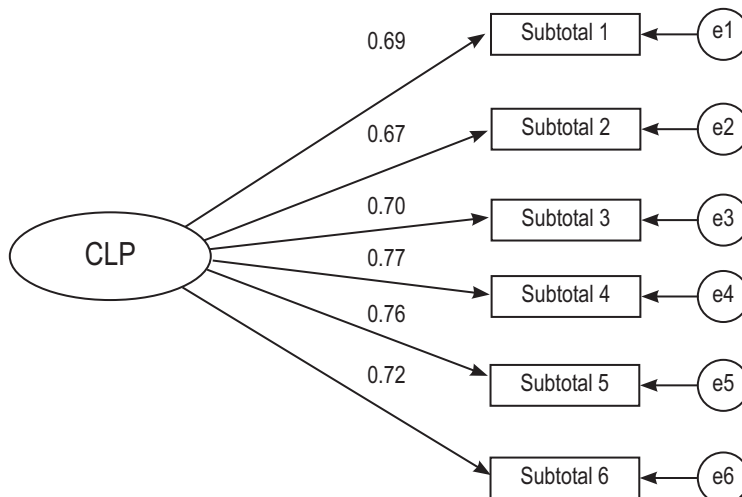 0.69
Subtotal 1
e1
0.67
Subtotal 2
e2
0.70
Subtotal 3
e3
CLP
0.77
Subtotal 4
e4
0.76
Subtotal 5
e5
0.72
Subtotal 6
e6